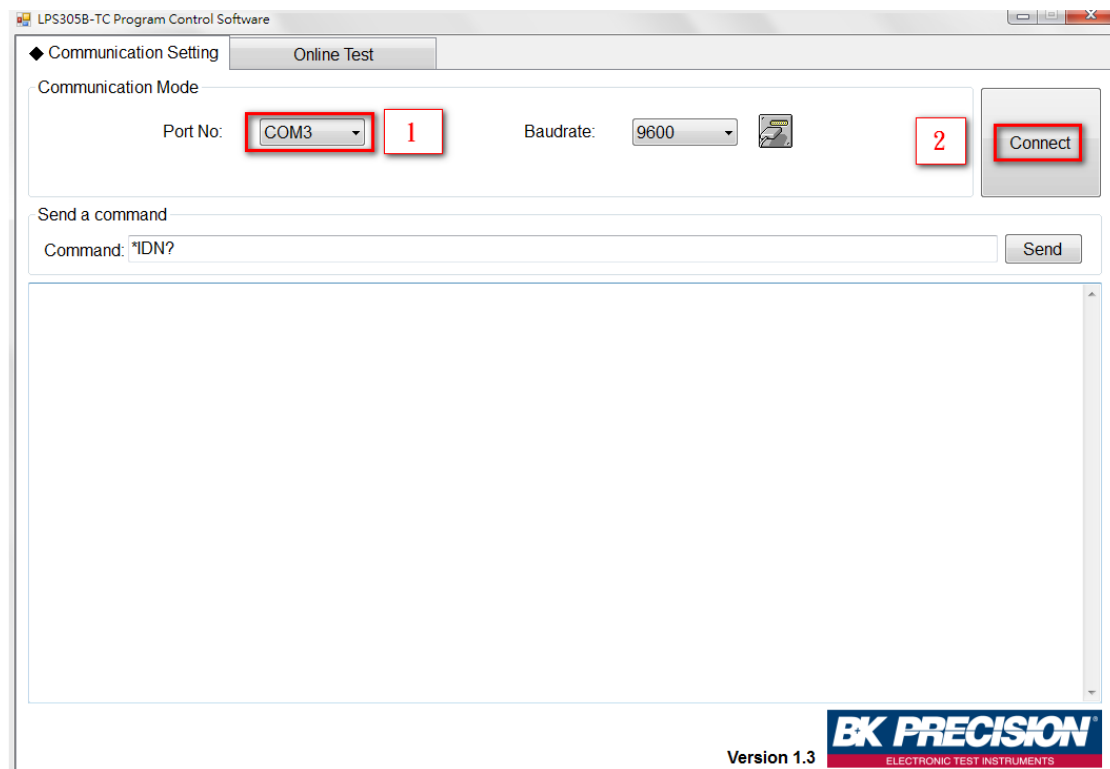 LPS305B-TC Program Control Software
◆ Communication Setting
Online Test
Communication Mode
Port No: COM3 1 Baudrate: 9600 2 Connect
Send a command
Command: *IDN? Send
BK PRECISION®
ELECTRONIC TEST INSTRUMENTS
Version 1.3